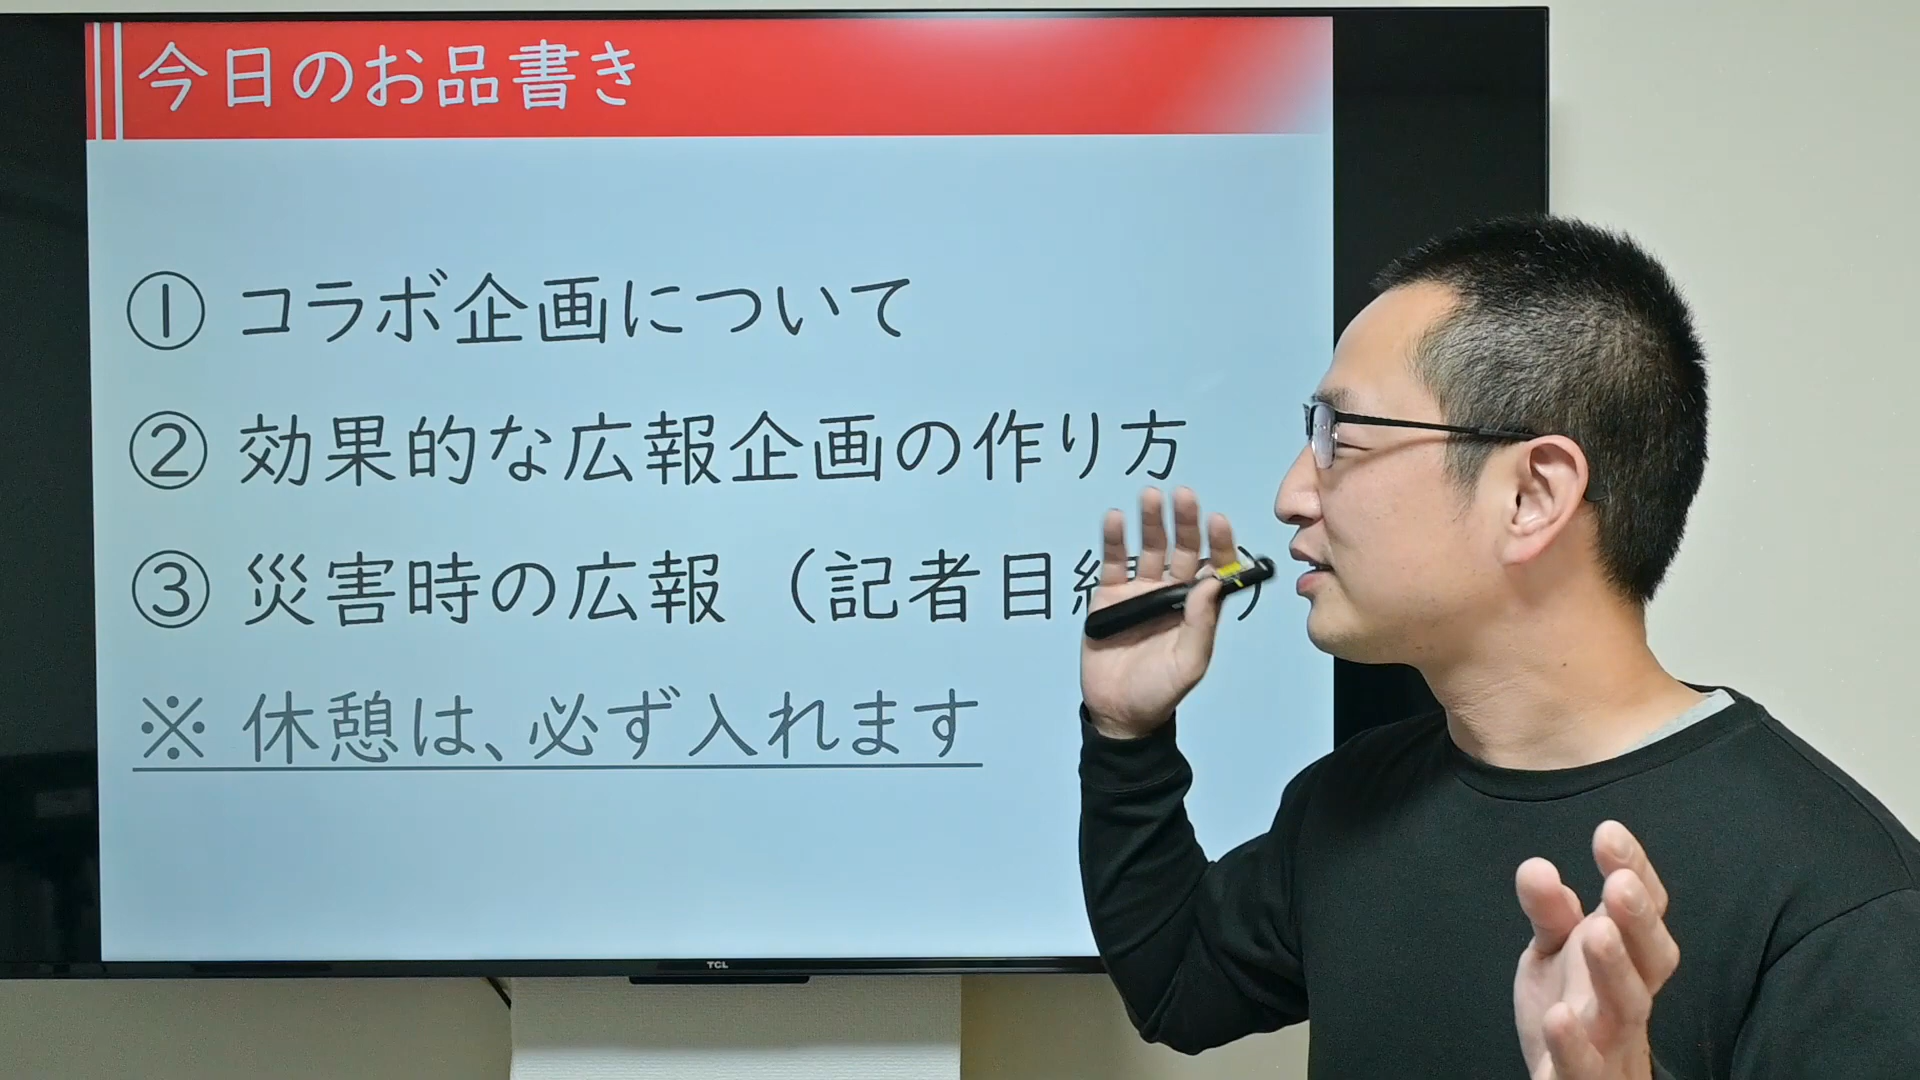 今日のお品書き
① コラボ企画について
② 効果的な広報企画の作り方
③ 災害時の広報（記者目
※ 休憩は、必ず入れます
TCL